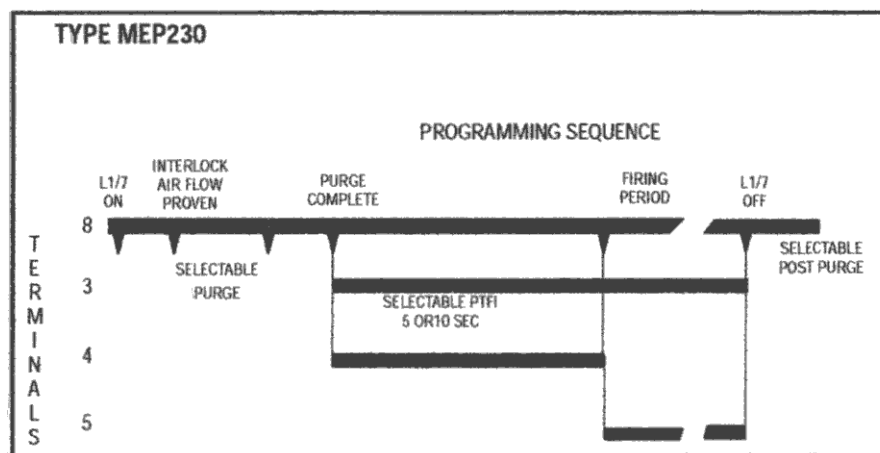 TYPE MEP230
PROGRAMMING SEQUENCE
L1/7
ON
INTERLOCK
AIR FLOW
PROVEN
PURGE
COMPLETE
FIRING
PERIOD
L1/7
OFF
TERMINALS
8
SELECTABLE
PURGE
SELECTABLE
POST PURGE
3
SELECTABLE PTFI
5 OR10 SEC
4
5